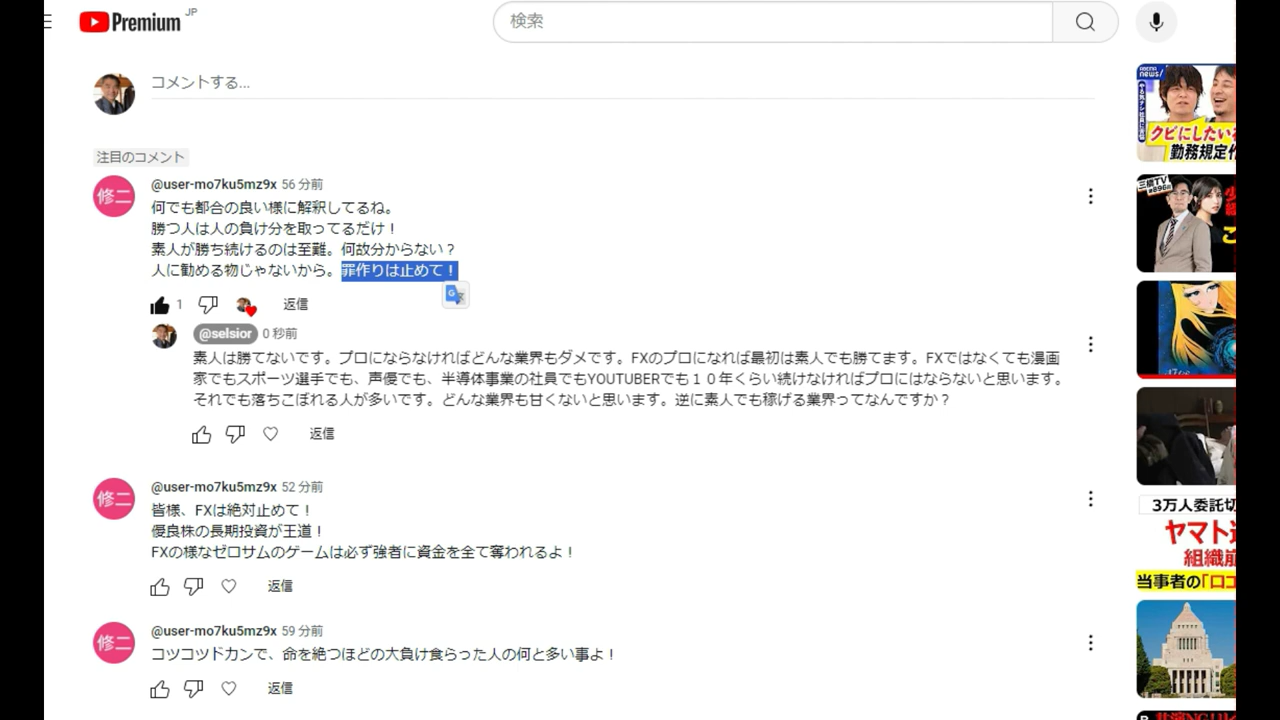 Premium JP
検索
コメントする...
注目のコメント
修二
@user-mo7ku5mz9x 56 分前
何でも都合の良い様に解釈してるね。
勝つ人は人の負け分を取ってるだけ！
素人が勝ち続けるのは至難。何故分からない？
人に勧める物じゃないから。罪作りは止めて！
1
返信
@selsior 0 秒前
素人は勝てないです。プロにならなければどんな業界もダメです。FXのプロになれば最初は素人でも勝てます。FXではなくても漫画
家でもスポーツ選手でも、声優でも、半導体事業の社員でもYOUTUBERでも１０年くらい続けなければプロにはならないと思います。
それでも落ちこぼれる人が多いです。どんな業界も甘くないと思います。逆に素人でも稼げる業界ってなんですか？
返信
修二
@user-mo7ku5mz9x 52 分前
皆様、FXは絶対止めて！
優良株の長期投資が王道！
FXの様なゼロサムのゲームは必ず強者に資金を全て奪われるよ！
返信
修二
@user-mo7ku5mz9x 59 分前
コツコツドカンで、命を絶つほどの大負け食らった人の何と多い事よ！
返信
ABEMA
news/
クビにしたい
勤務規定
三橋TV
第896回
3万人委託切
ヤマト
組織崩
当事者の「口コ